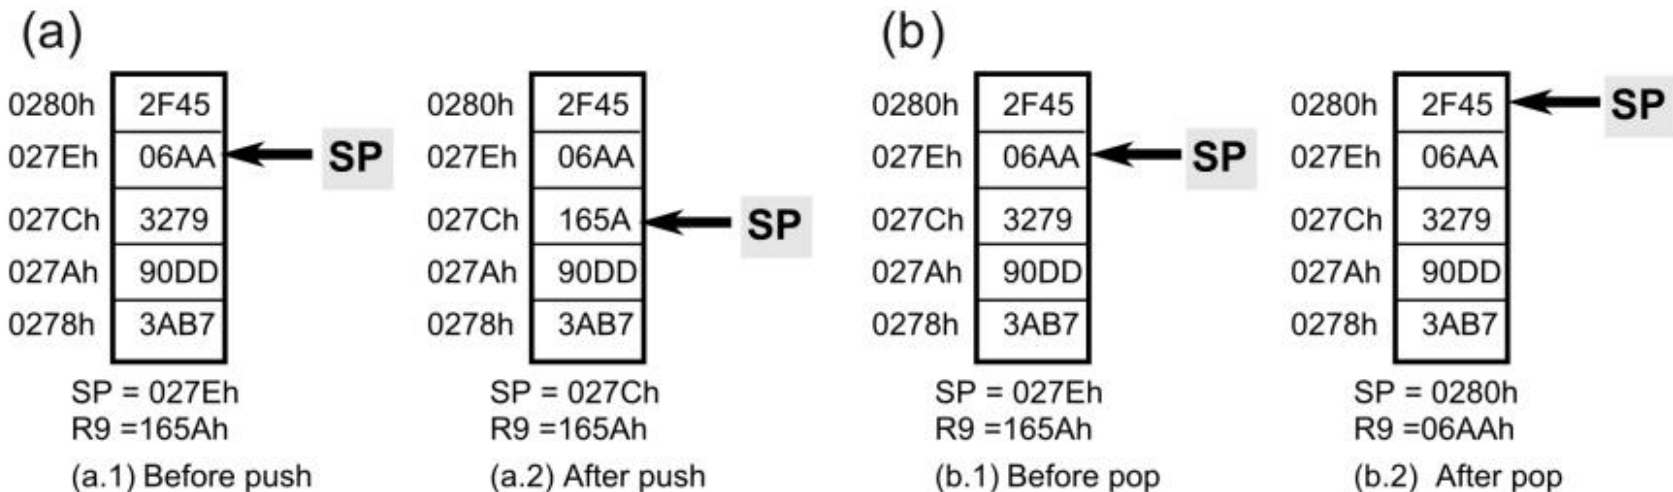 (a) (b)
0280h 2F45 0280h 2F45 0280h 2F45 0280h 2F45 SP
027Eh 06AA SP 027Eh 06AA 027Eh 06AA SP 027Eh 06AA
027Ch 3279 027Ch 165A SP 027Ch 3279 027Ch 3279
027Ah 90DD 027Ah 90DD 027Ah 90DD 027Ah 90DD
0278h 3AB7 0278h 3AB7 0278h 3AB7 0278h 3AB7
SP = 027Eh SP = 027Ch SP = 027Eh SP = 0280h
R9 =165Ah R9 =165Ah R9 =165Ah R9 =06AAh
(a.1) Before push (a.2) After push (b.1) Before pop (b.2) After pop